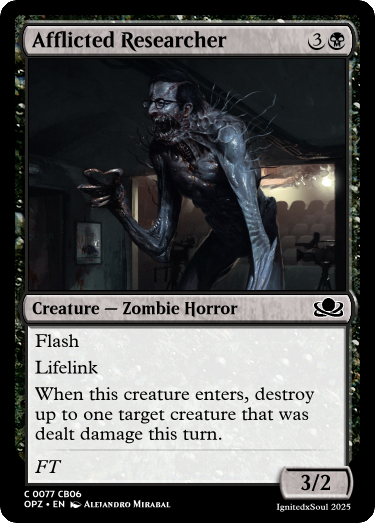 Afflicted Researcher 3
Creature — Zombie Horror
Flash
Lifelink
When this creature enters, destroy
up to one target creature that was
dealt damage this turn.
FT
3/2
C 0077 CB06
OPZ • EN Alejandro Mirabal
IgnitedxSoul 2025